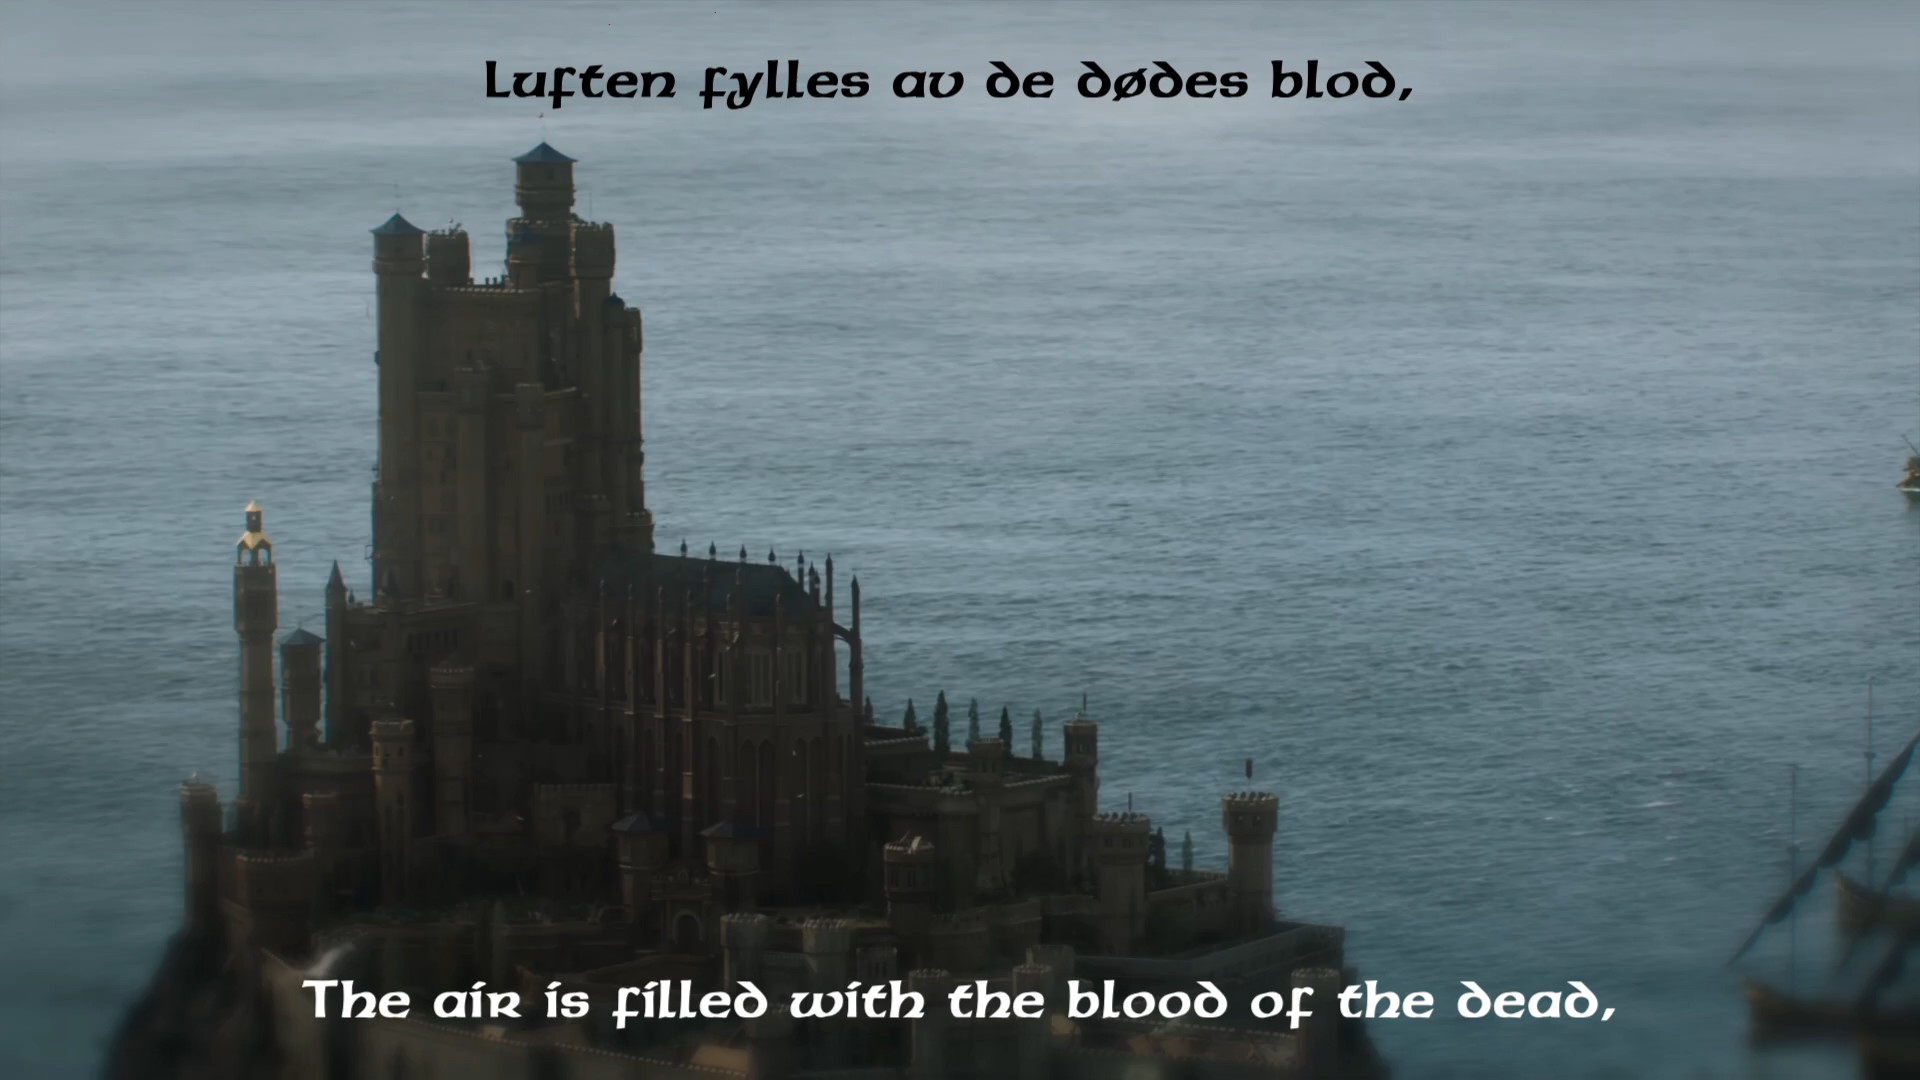 Luften fylles av de dødes blod,
The air is filled with the blood of the dead,